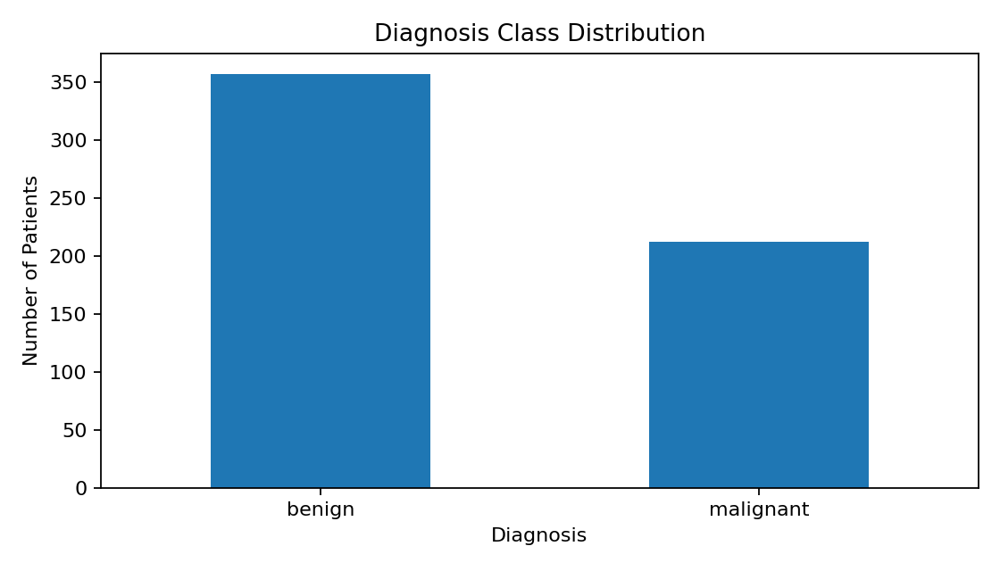 Diagnosis Class Distribution
Number of Patients
350
300
250
200
150
100
50
0
benign malignant
Diagnosis